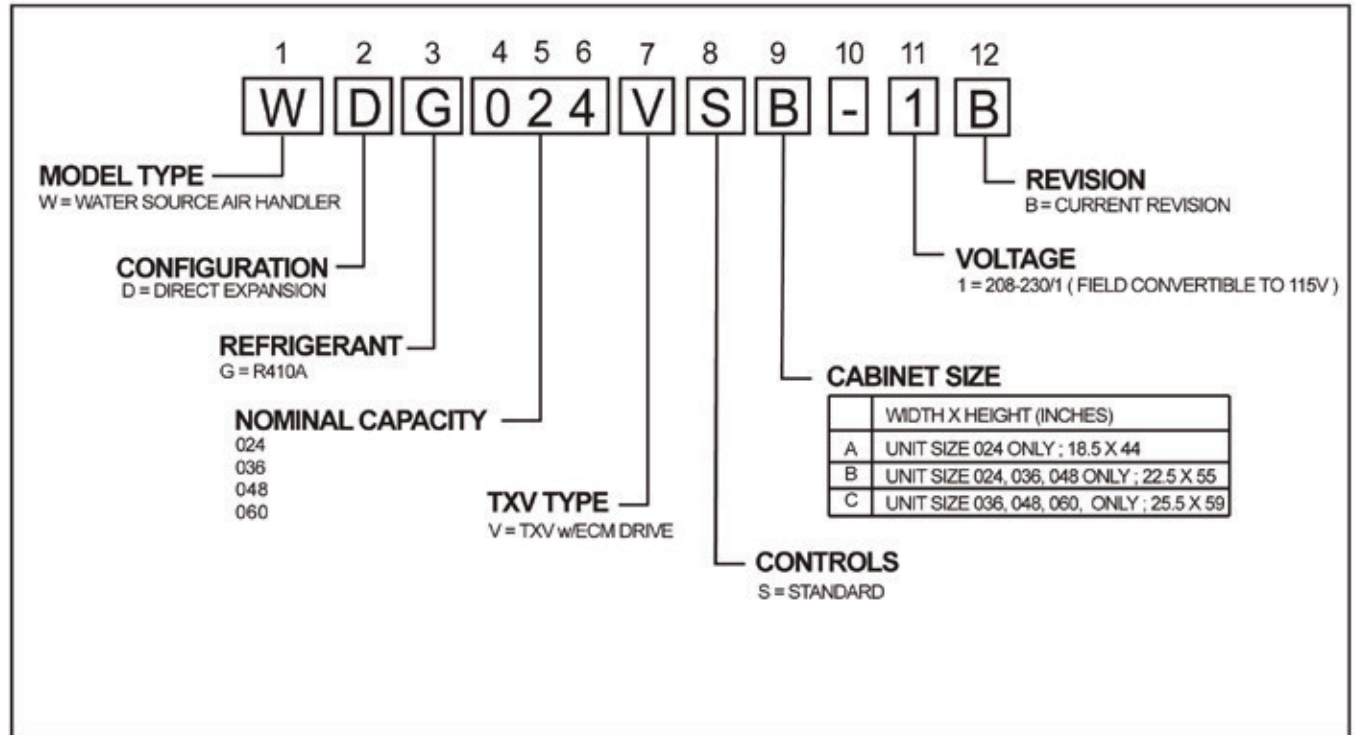 1 2 3 4 5 6 7 8 9 10 11 12
W D G 0 2 4 V S B - 1 B
MODEL TYPE
W = WATER SOURCE AIR HANDLER
REVISION
B = CURRENT REVISION
CONFIGURATION
D = DIRECT EXPANSION
VOLTAGE
1 = 208-230/1 ( FIELD CONVERTIBLE TO 115V )
REFRIGERANT
G = R410A
CABINET SIZE
WIDTH X HEIGHT (INCHES)
A UNIT SIZE 024 ONLY ; 18.5 X 44
B UNIT SIZE 024, 036, 048 ONLY ; 22.5 X 55
C UNIT SIZE 036, 048, 060, ONLY ; 25.5 X 59
NOMINAL CAPACITY
024
036
048
060
TXV TYPE
V = TXV w/ECM DRIVE
CONTROLS
S = STANDARD